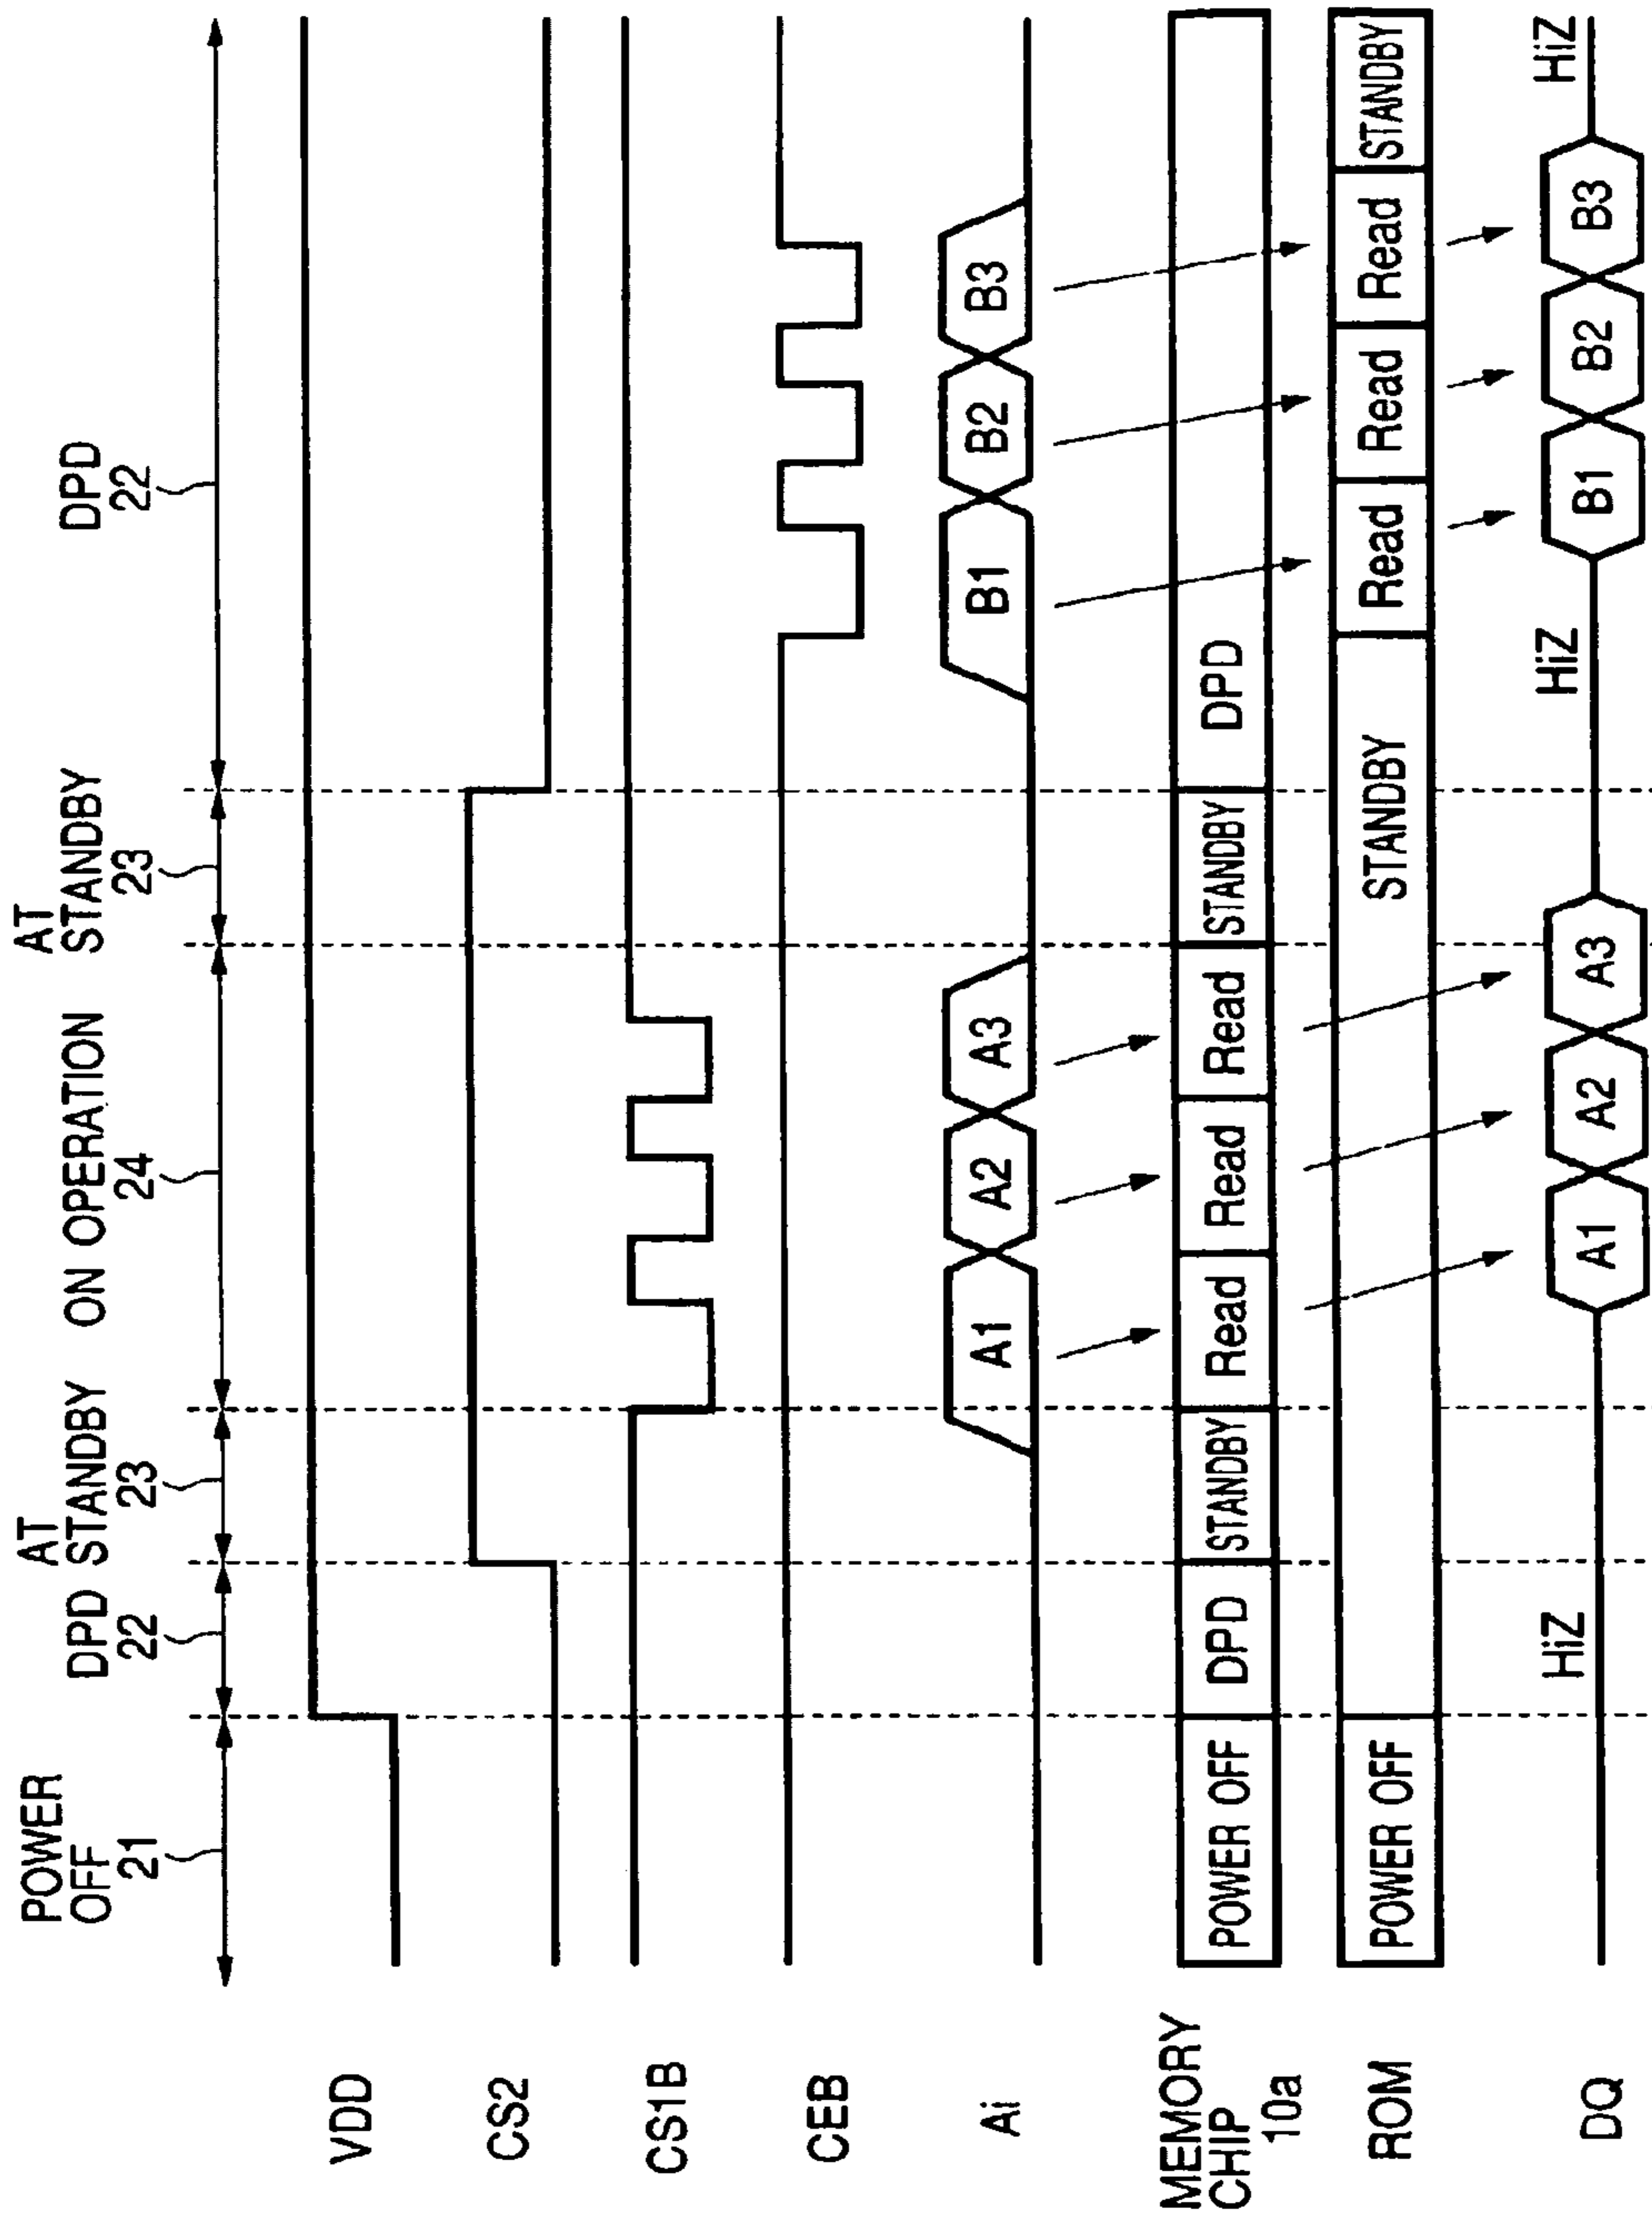 POWER
OFF
21
DPD
22
AT
STANDBY
23
ON OPERATION
24
AT
STANDBY
23
DPD
22
VDD
CS2
CS1B
CEB
Ai
A1
A2
A3
B1
B2
B3
MEMORY
CHIP
10a
POWER OFF
DPD
STANDBY
Read
Read
Read
STANDBY
DPD
ROM
POWER OFF
STANDBY
Read
Read
Read
STANDBY
DQ
HiZ
A1
A2
A3
HiZ
B1
B2
B3
HiZ